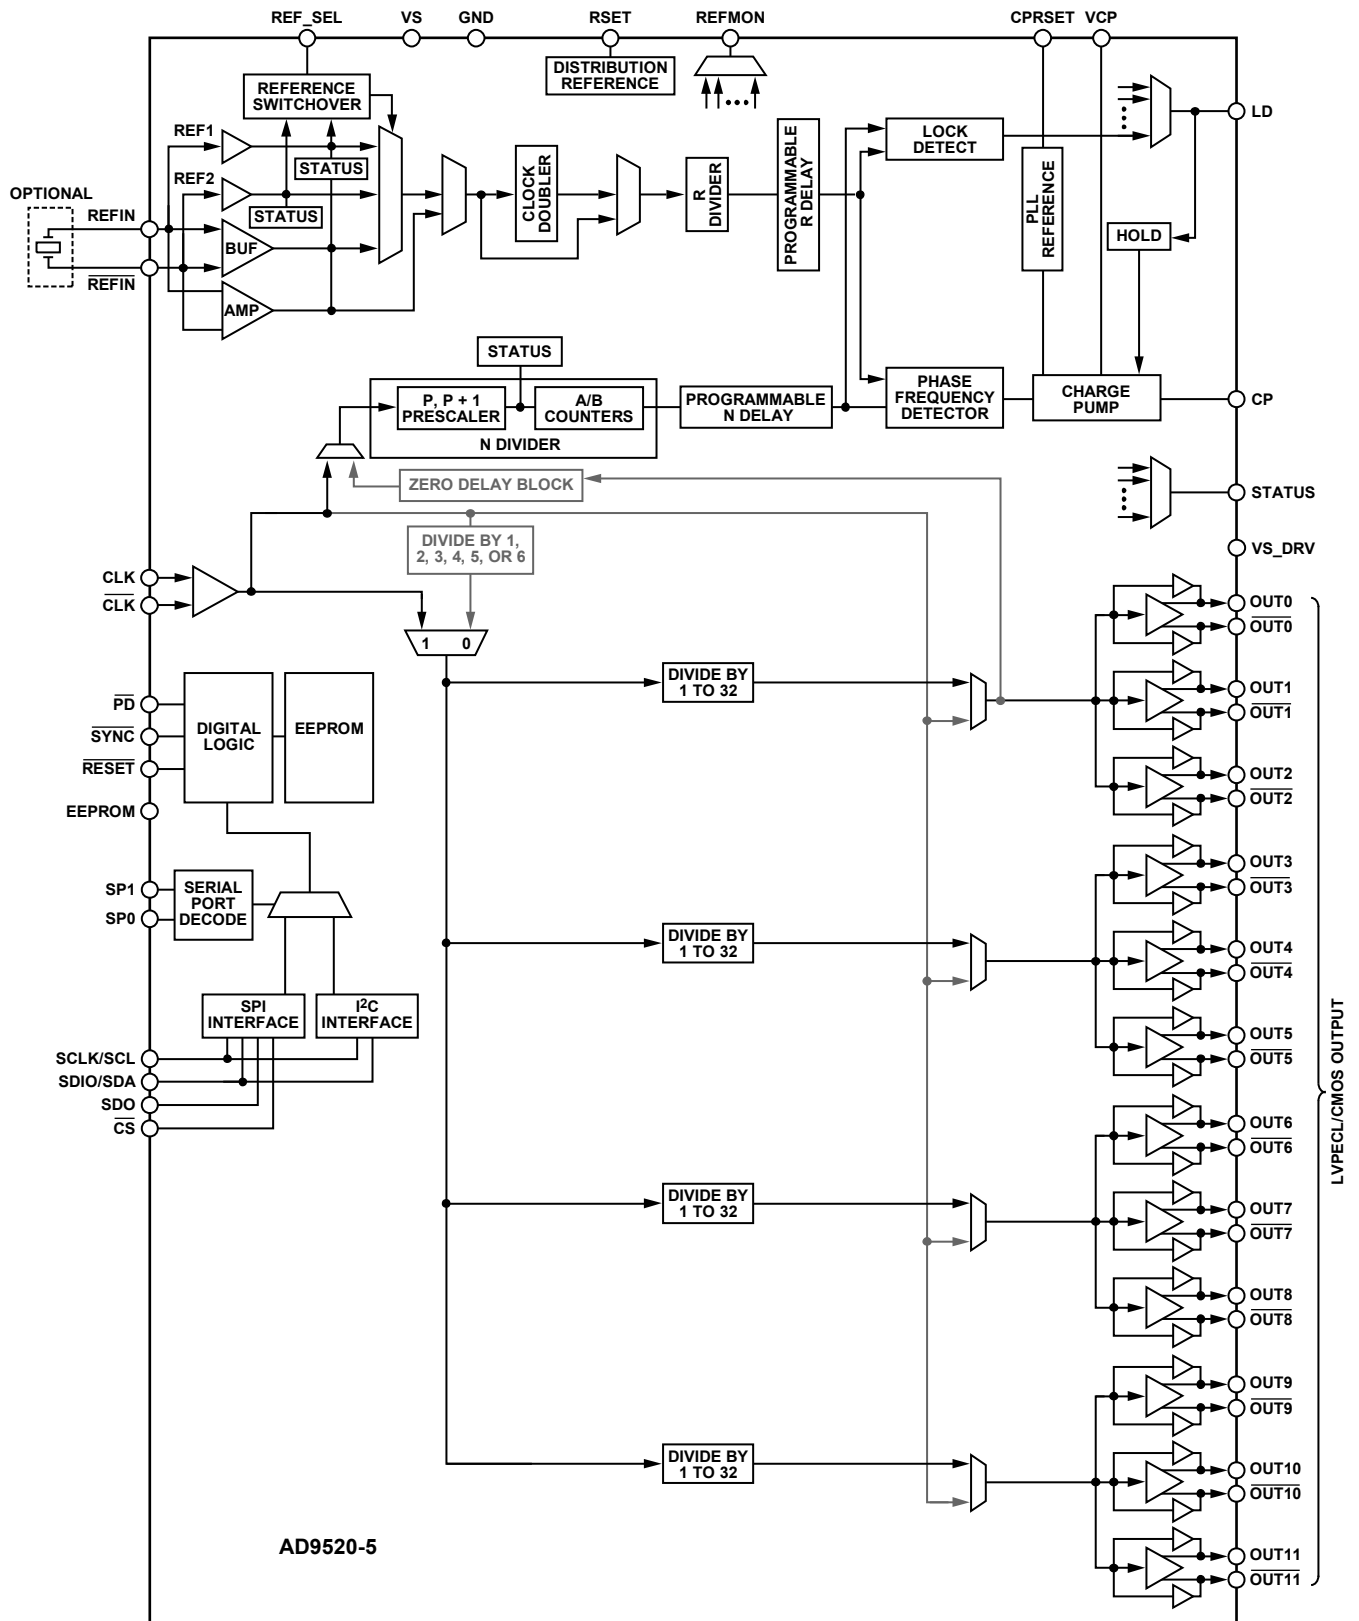 REF_SEL VS GND RSET REFMON CPRSET VCP
DISTRIBUTION
REFERENCE
REFERENCE
SWITCHOVER
LD
REF1
STATUS
REF2
STATUS
OPTIONAL
REFIN
BUF
REFIN
AMP
CLOCK
DOUBLER
R
DIVIDER
PROGRAMMABLE
R DELAY
LOCK
DETECT
PLL
REFERENCE
HOLD
STATUS
P, P + 1
PRESCALER
A/B
COUNTERS
N DIVIDER
PROGRAMMABLE
N DELAY
PHASE
FREQUENCY
DETECTOR
CHARGE
PUMP
CP
ZERO DELAY BLOCK
STATUS
DIVIDE BY 1,
2, 3, 4, 5, OR 6
VS_DRV
CLK
CLK
1 0
OUT0
OUT0
DIVIDE BY
1 TO 32
OUT1
OUT1
OUT2
OUT2
PD
SYNC
RESET
DIGITAL
LOGIC
EEPROM
EEPROM
SP1
SP0
SERIAL
PORT
DECODE
OUT3
OUT3
DIVIDE BY
1 TO 32
OUT4
OUT4
OUT5
OUT5
SPI
INTERFACE
I2C
INTERFACE
SCLK/SCL
SDIO/SDA
SDO
CS
OUT6
OUT6
DIVIDE BY
1 TO 32
OUT7
OUT7
OUT8
OUT8
LVPECL/CMOS OUTPUT
OUT9
OUT9
DIVIDE BY
1 TO 32
OUT10
OUT10
OUT11
OUT11
AD9520-5